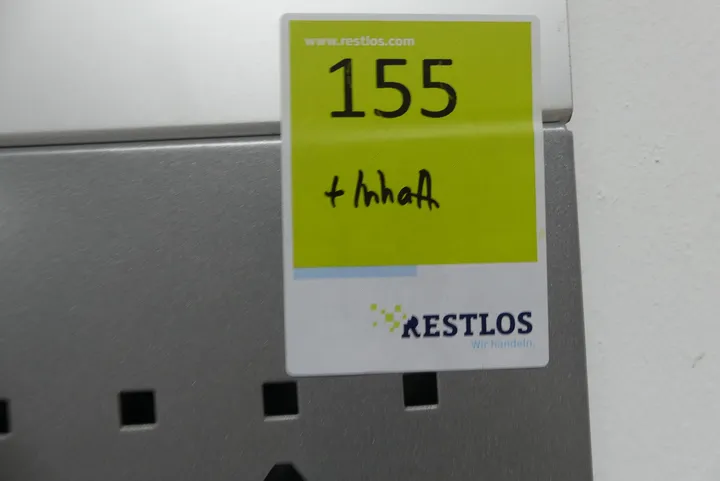 www.restlos.com
155
+ Inhalt
RESTLOS
Wir handeln.